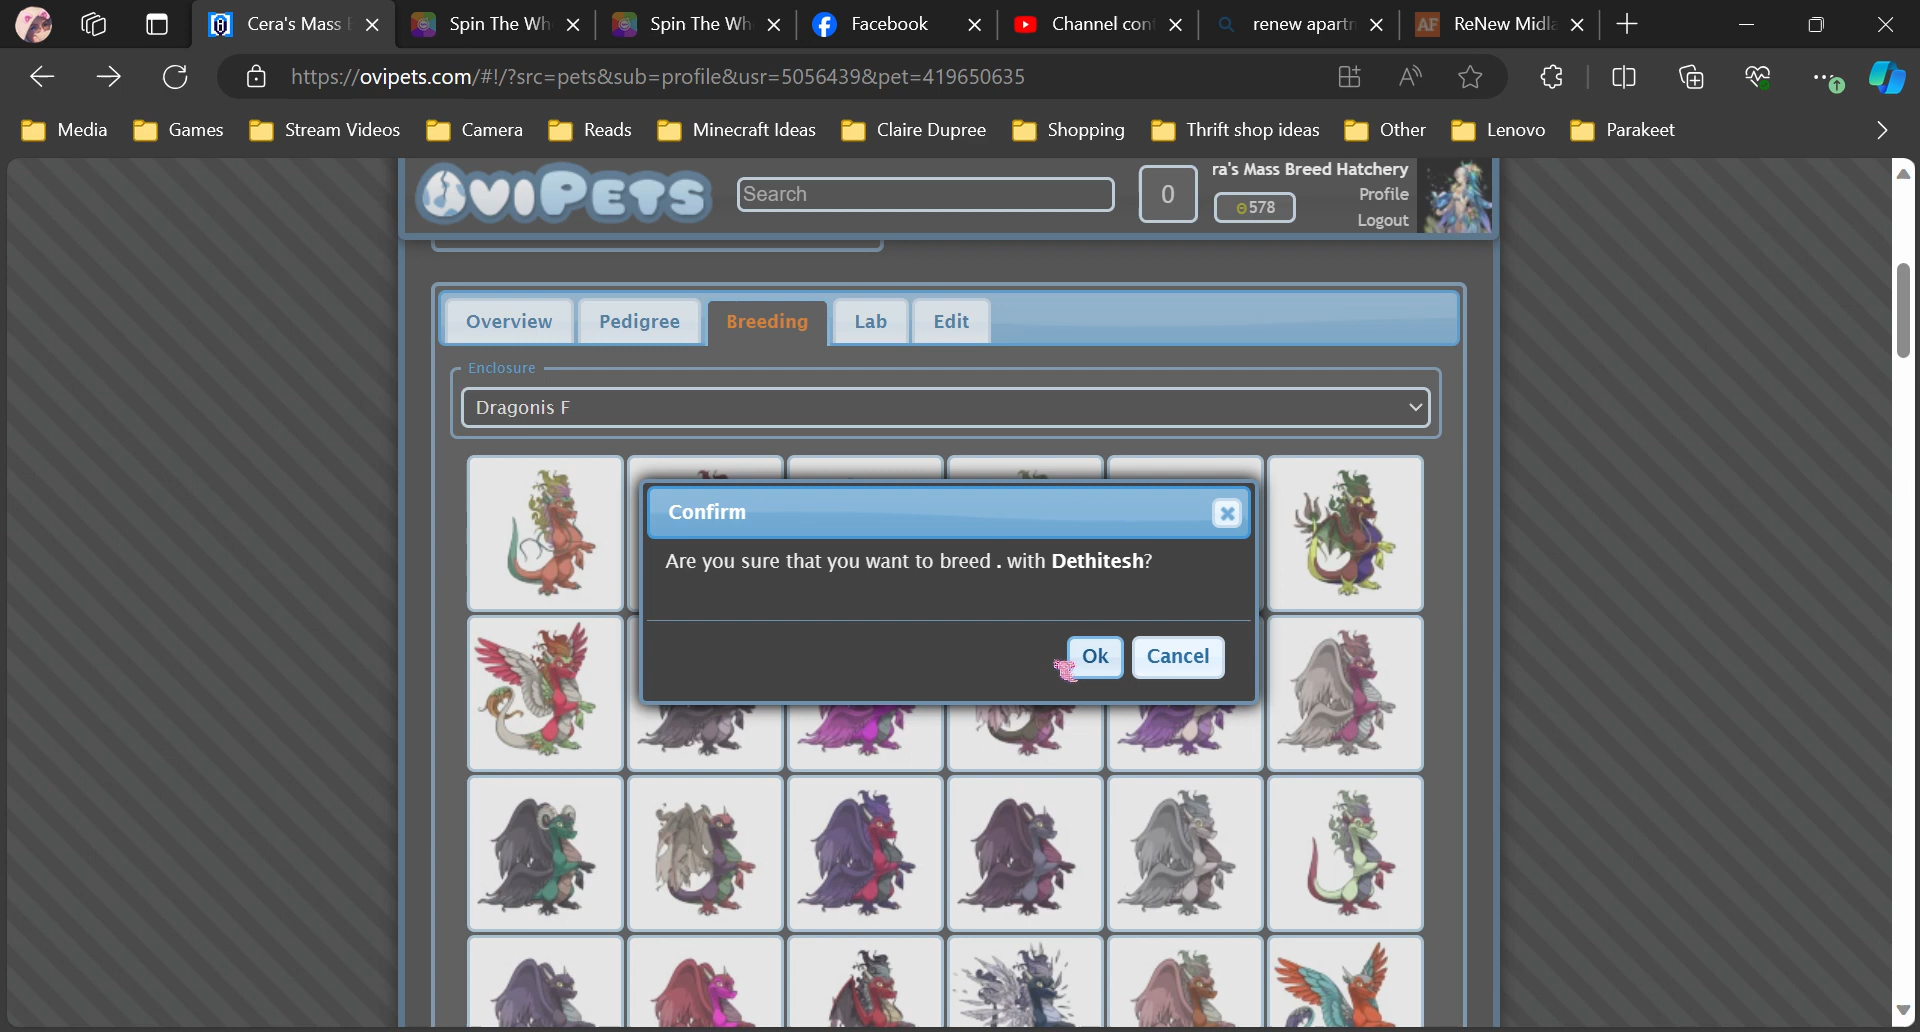 Cera's Mass
Spin The Wh
Spin The Wh
Facebook
Channel con
renew apartr
AF
ReNew Midla
https://ovipets.com/#!/?src=pets&sub=profile&usr=5056439&pet=419650635
Media
Games
Stream Videos
Camera
Reads
Minecraft Ideas
Claire Dupree
Shopping
Thrift shop ideas
Other
Lenovo
Parakeet
OviPets
Search
0
ra's Mass Breed Hatchery
578
Profile
Logout
Overview
Pedigree
Breeding
Lab
Edit
Enclosure
Dragonis F
Confirm
Are you sure that you want to breed . with Dethitesh?
Ok
Cancel